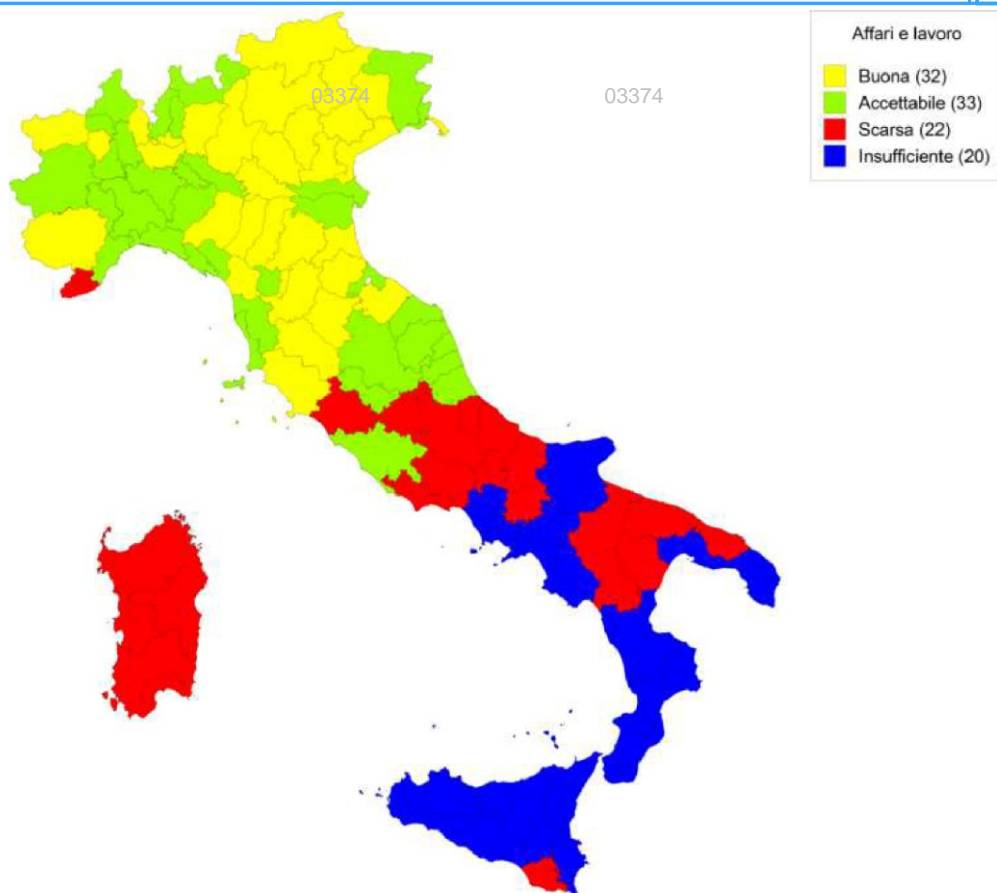 Affari e lavoro
Buona (32)
Accettabile (33)
Scarsa (22)
Insufficiente (20)
03374
03374